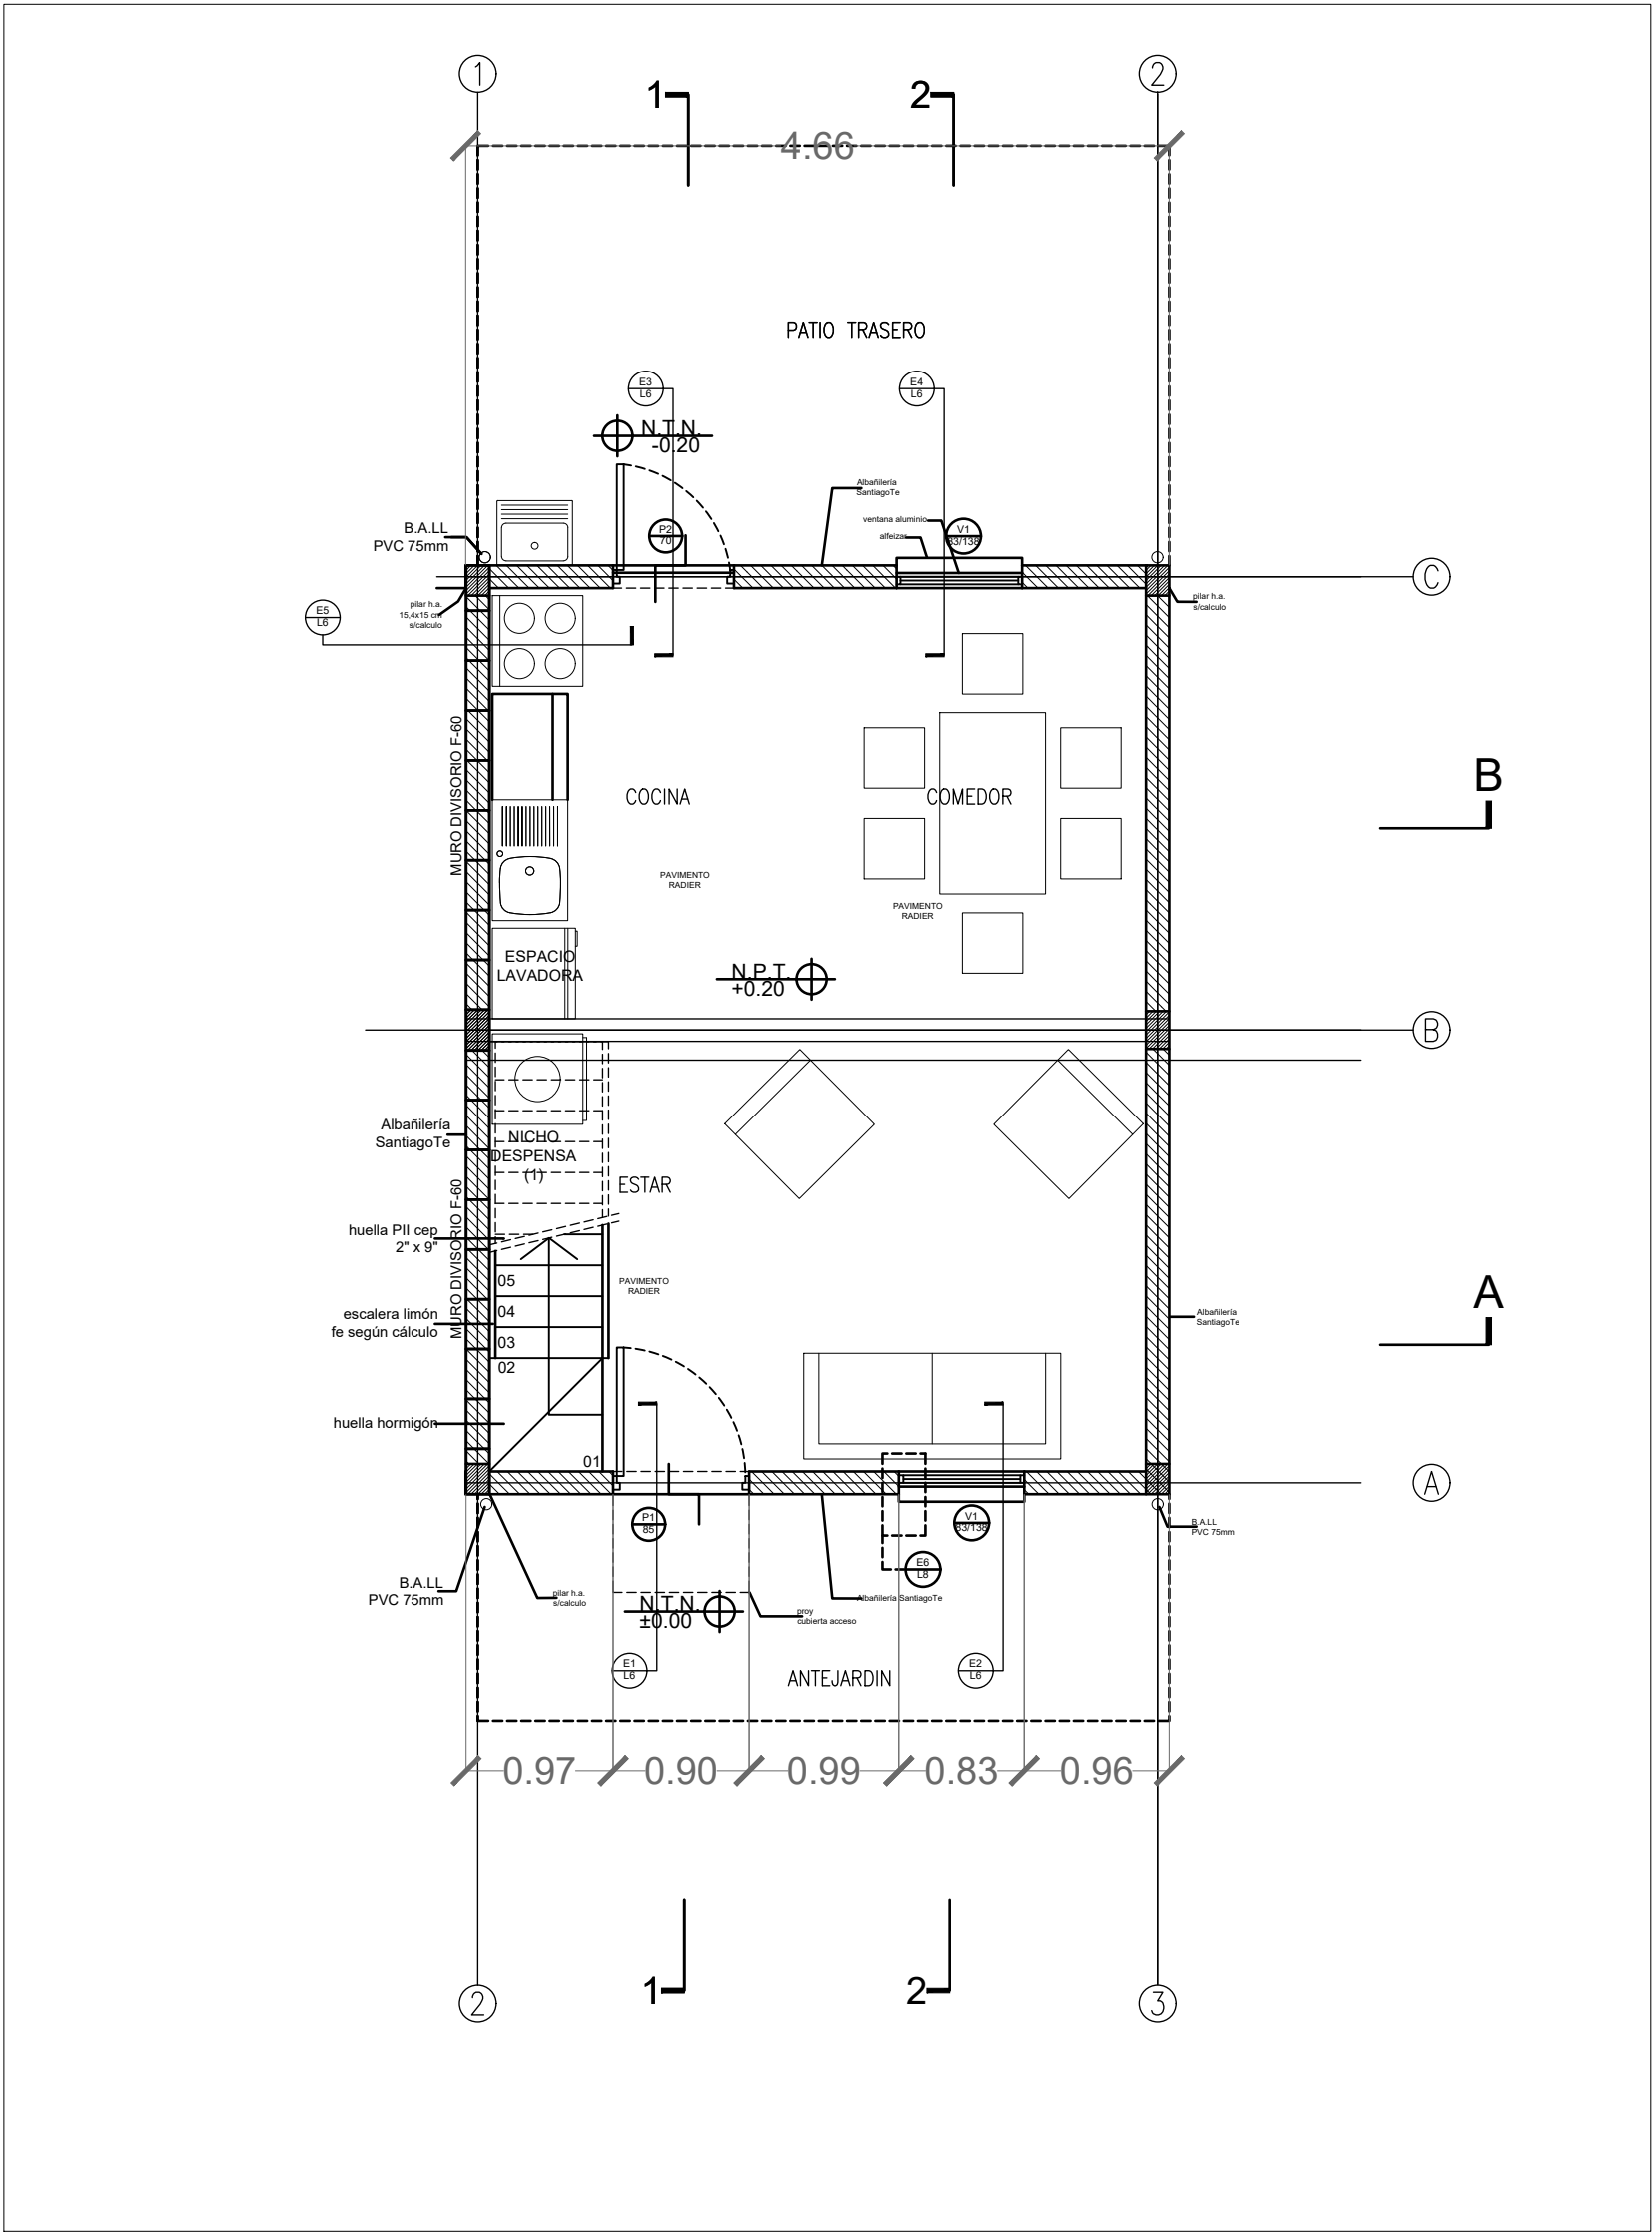 1
2
1
2
4.66
PATIO TRASERO
E3
L6
E4
L6
N.T.N.
-0.20
Albañilería
SantiagoTe
ventana aluminio
alfeizar
B.A.LL
PVC 75mm
P2
70
V1
83/138
C
pilar h.a.
15,4x15 cm
s/calculo
pilar h.a.
s/calculo
E5
L6
MURO DIVISORIO F-60
COCINA
COMEDOR
B
PAVIMENTO
RADIER
PAVIMENTO
RADIER
ESPACIO
LAVADORA
N.P.T.
+0.20
B
Albañilería
SantiagoTe
NICHO
DESPENSA
(1)
ESTAR
MURO DIVISORIO F-60
huella PII cep
2" x 9"
05
PAVIMENTO
RADIER
A
escalera limón
fe según cálculo
04
03
02
Albañilería
SantiagoTe
huella hormigón
01
A
P1
85
V1
83/138
B.A.LL
PVC 75mm
E6
L8
B.A.LL
PVC 75mm
pilar h.a.
s/calculo
Albañilería SantiagoTe
N.T.N.
±0.00
proy
cubierta acceso
E1
L6
E2
L6
ANTEJARDIN
0.97
0.90
0.99
0.83
0.96
1
2
2
3